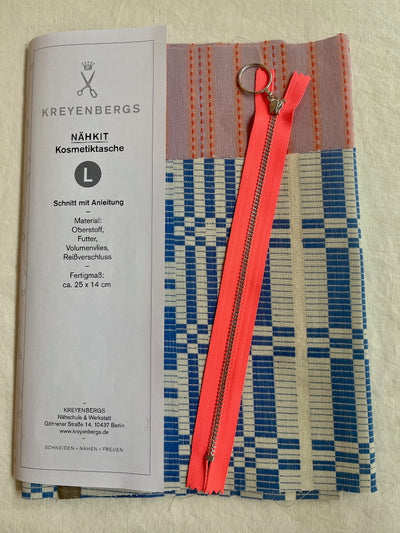 KREYENBERGS
NÄHKIT
Kosmetiktasche
L
Schnitt mit Anleitung
–
Material:
Oberstoff,
Futter,
Volumenvlies,
Reißverschluss
–
Fertigmaß:
ca. 25 x 14 cm
KREYENBERGS
Nähschule & Werkstatt
Göhrener Straße 14, 10437 Berlin
www.kreyenbergs.de
SCHNEIDEN • NÄHEN • FREUEN